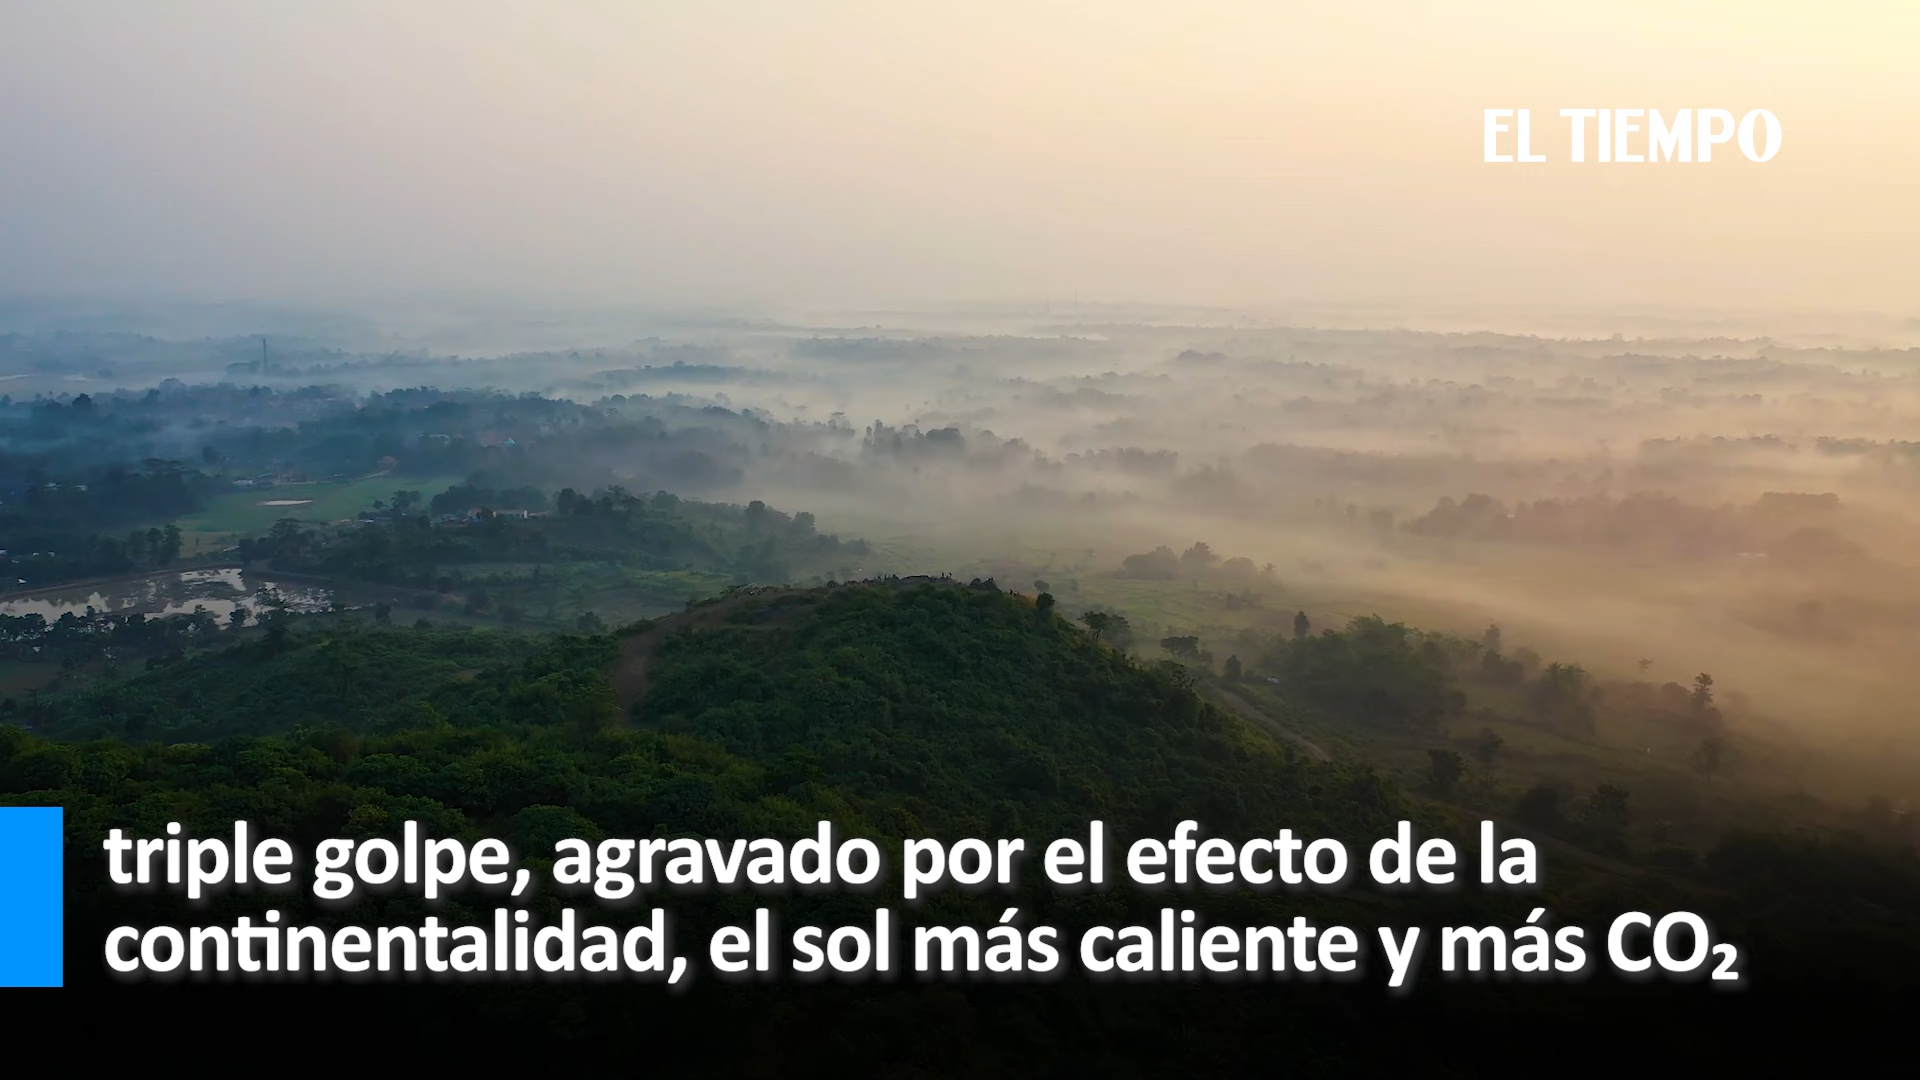 EL TIEMPO
triple golpe, agravado por el efecto de la
continentalidad, el sol más caliente y más CO₂